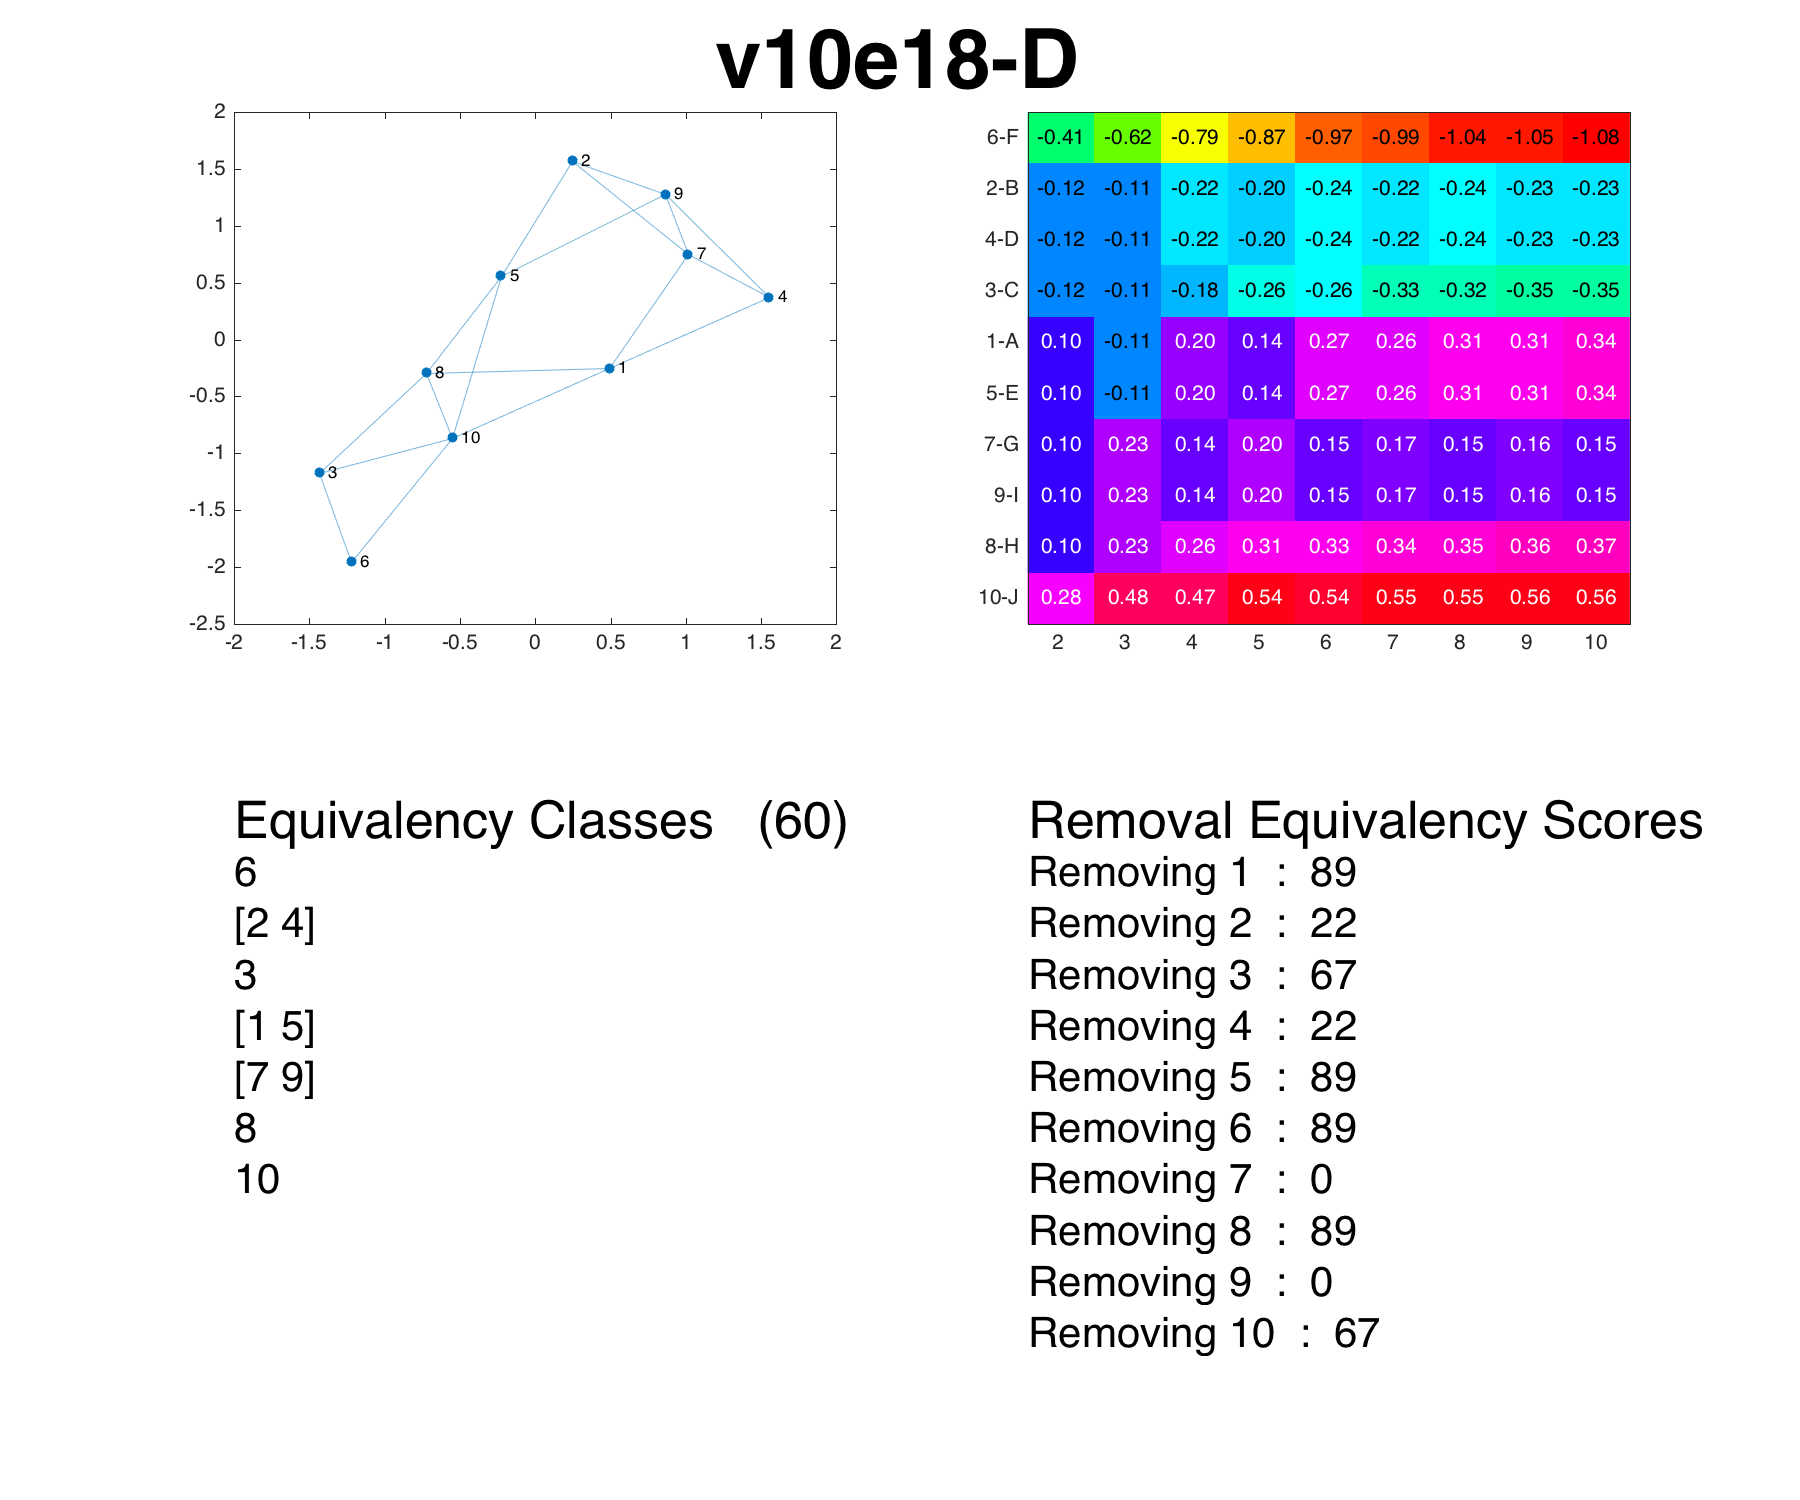 v10e18-D
2
1.5
1
0.5
0
-0.5
-1
-1.5
-2
-2.5
-2 -1.5 -1 -0.5 0 0.5 1 1.5 2
2
9
7
5
4
1
8
10
3
6
6-F -0.41 -0.62 -0.79 -0.87 -0.97 -0.99 -1.04 -1.05 -1.08
2-B -0.12 -0.11 -0.22 -0.20 -0.24 -0.22 -0.24 -0.23 -0.23
4-D -0.12 -0.11 -0.22 -0.20 -0.24 -0.22 -0.24 -0.23 -0.23
3-C -0.12 -0.11 -0.18 -0.26 -0.26 -0.33 -0.32 -0.35 -0.35
1-A 0.10 -0.11 0.20 0.14 0.27 0.26 0.31 0.31 0.34
5-E 0.10 -0.11 0.20 0.14 0.27 0.26 0.31 0.31 0.34
7-G 0.10 0.23 0.14 0.20 0.15 0.17 0.15 0.16 0.15
9-I 0.10 0.23 0.14 0.20 0.15 0.17 0.15 0.16 0.15
8-H 0.10 0.23 0.26 0.31 0.33 0.34 0.35 0.36 0.37
10-J 0.28 0.48 0.47 0.54 0.54 0.55 0.55 0.56 0.56
2 3 4 5 6 7 8 9 10
Equivalency Classes (60)
6
[2 4]
3
[1 5]
[7 9]
8
10
Removal Equivalency Scores
Removing 1 : 89
Removing 2 : 22
Removing 3 : 67
Removing 4 : 22
Removing 5 : 89
Removing 6 : 89
Removing 7 : 0
Removing 8 : 89
Removing 9 : 0
Removing 10 : 67